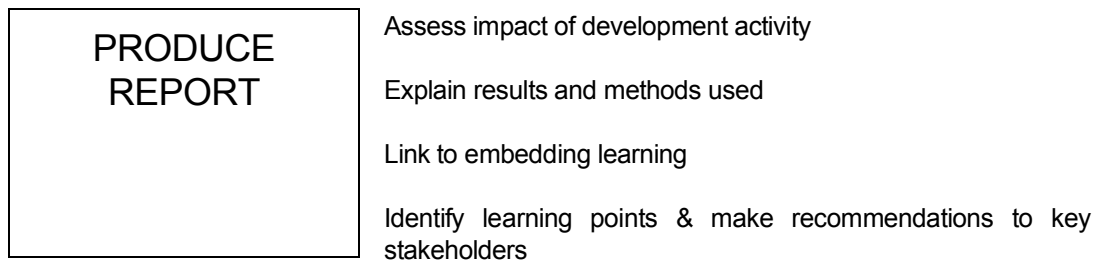 PRODUCE
REPORT
Assess impact of development activity
Explain results and methods used
Link to embedding learning
Identify learning points & make recommendations to key
stakeholders